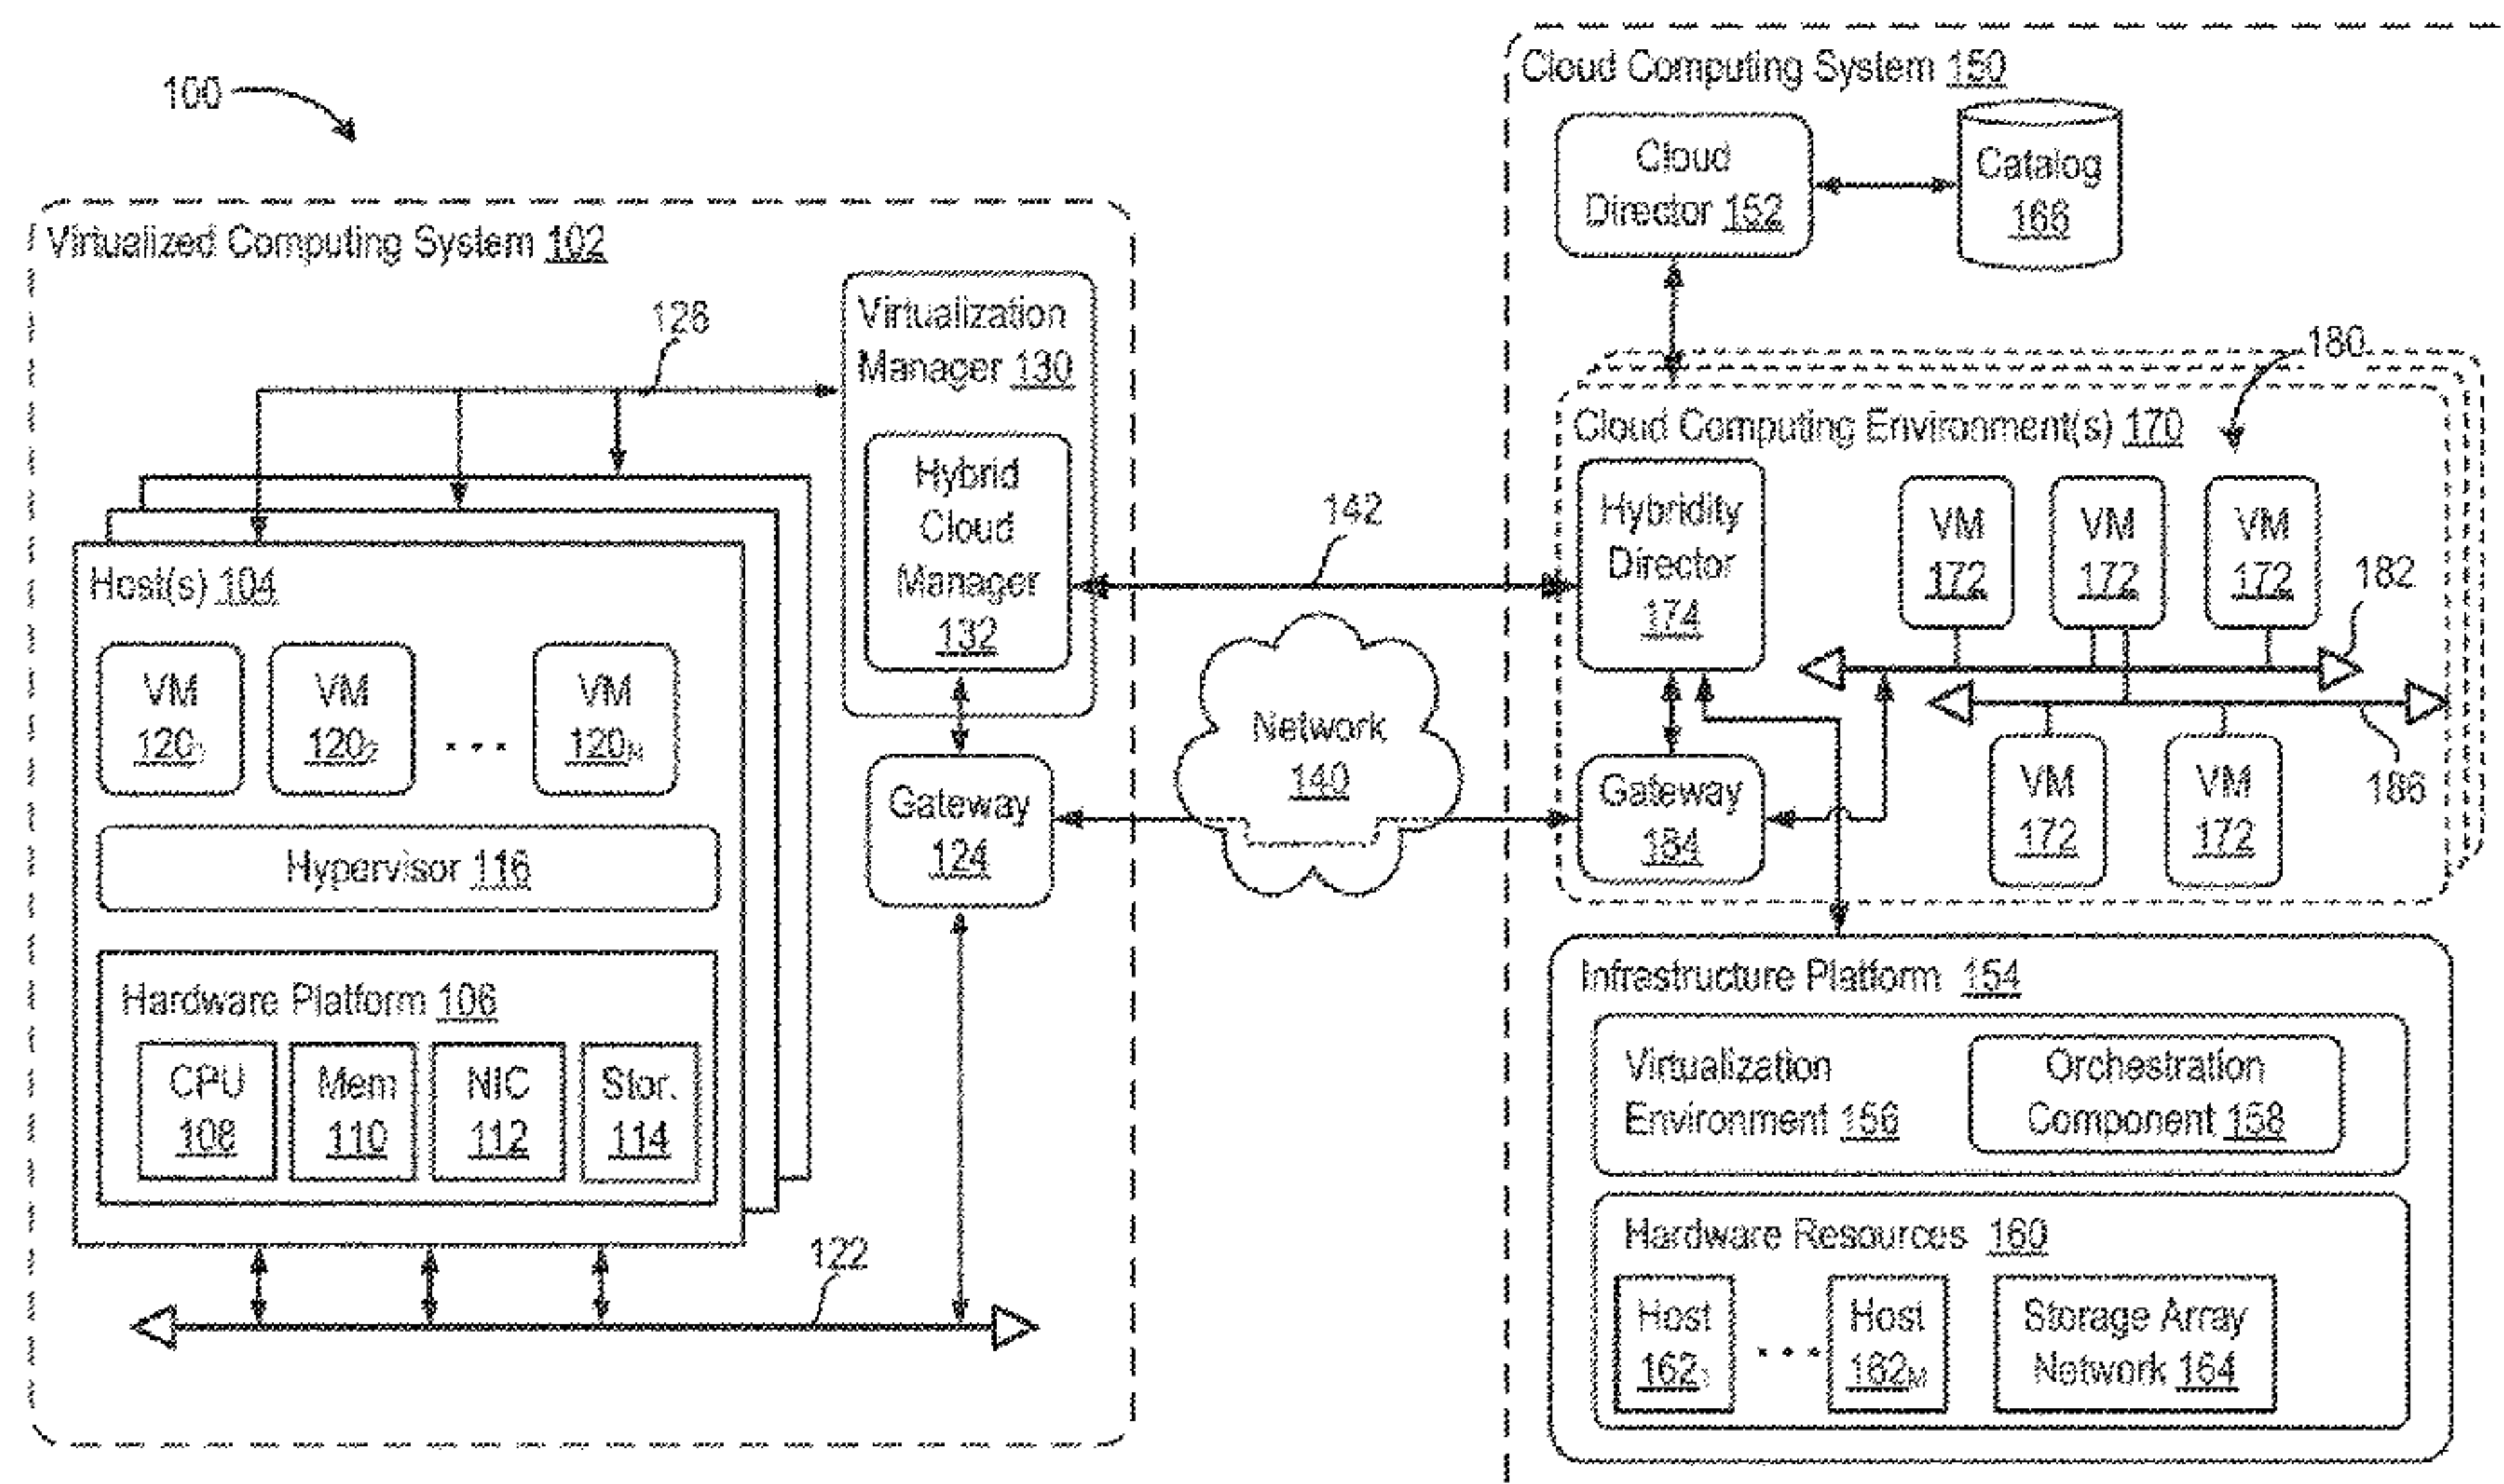 100
Virtualized Computing System 102
126
Virtualization
Manager 130
Hybrid
Cloud
Manager
132
Host(s) 104
VM
120₁
VM
120₂
...
VM
120N
Hypervisor 116
Hardware Platform 106
CPU
108
Mem
110
NIC
112
Stor.
114
122
Gateway
124
142
Network
140
Cloud Computing System 150
Cloud
Director 152
Catalog
166
180
Cloud Computing Environment(s) 170
Hybridity
Director
174
VM
172
VM
172
VM
172
182
Gateway
184
VM
172
VM
172
186
Infrastructure Platform 154
Virtualization
Environment 156
Orchestration
Component 158
Hardware Resources 160
Host
162₁
...
Host
162M
Storage Array
Network 164